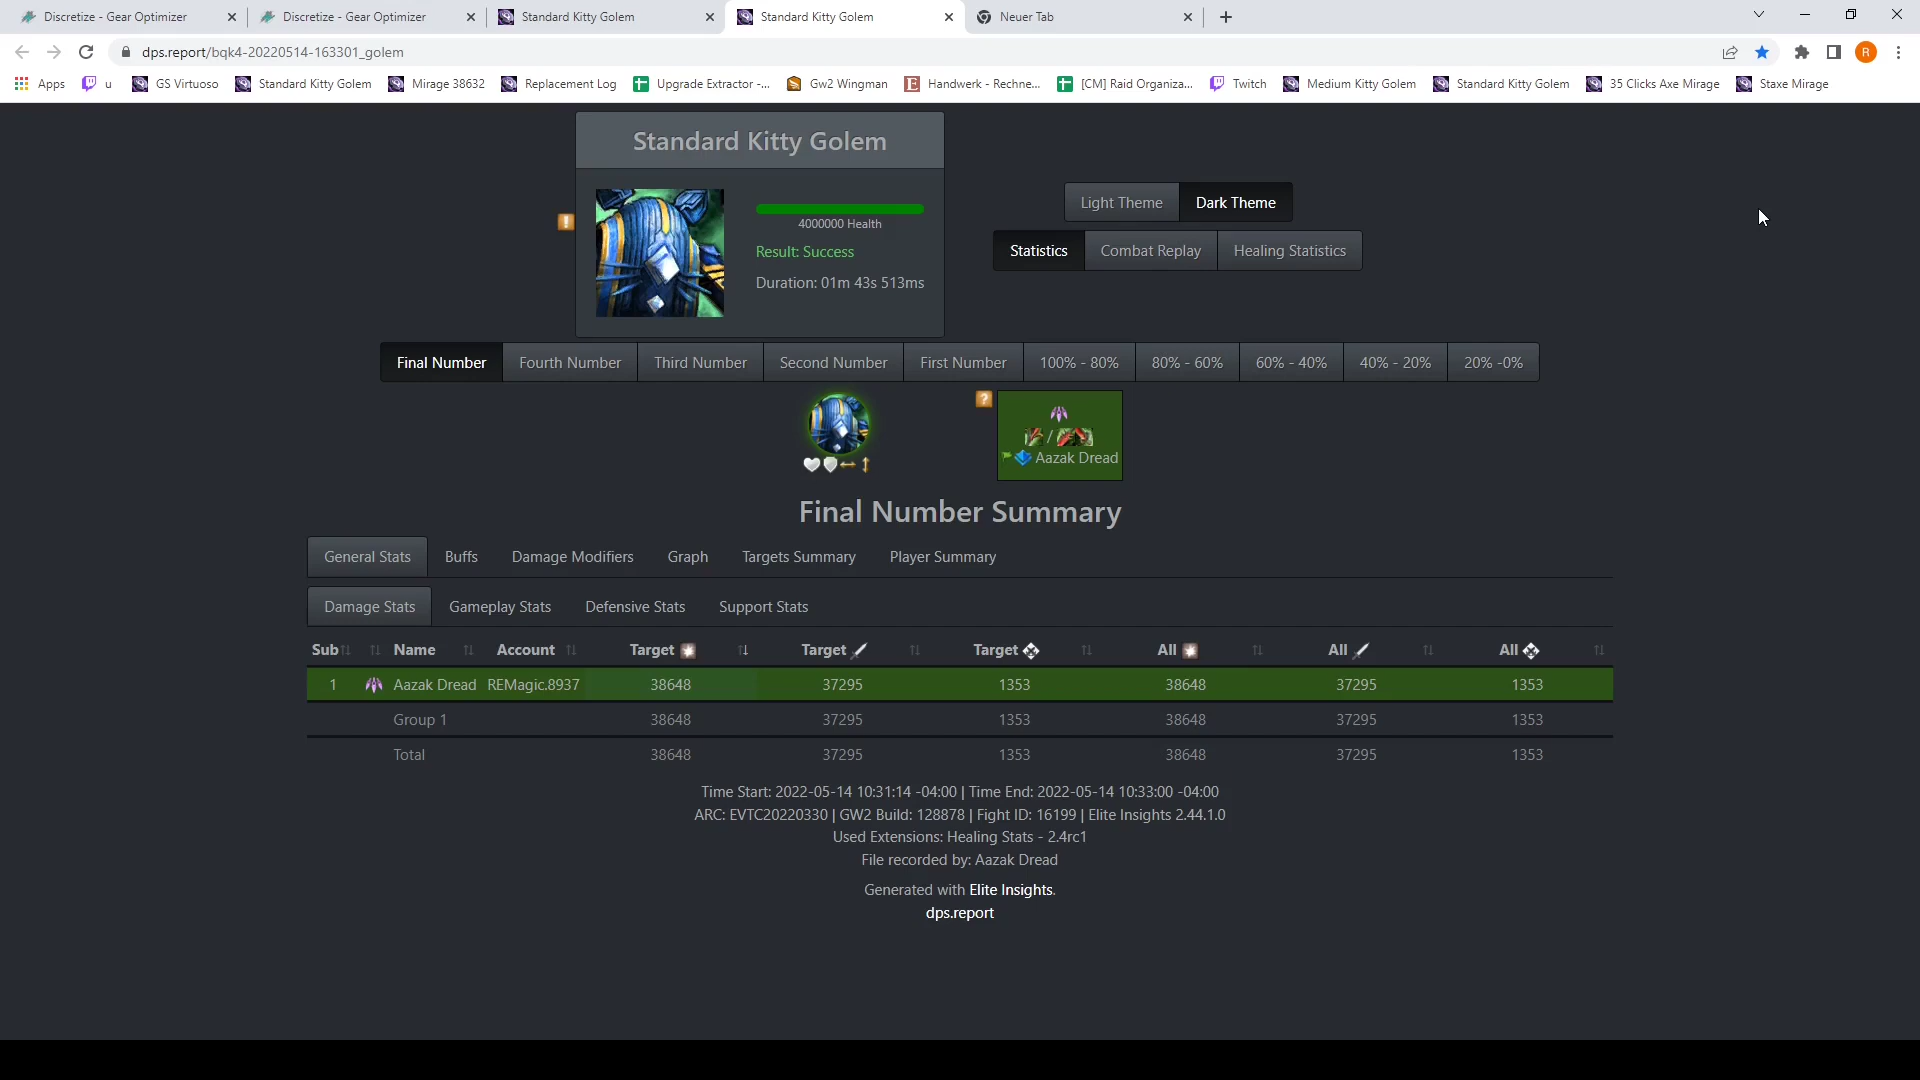 Discretize - Gear Optimizer
Discretize - Gear Optimizer
Standard Kitty Golem
Standard Kitty Golem
Neuer Tab
dps.report/bqk4-20220514-163301_golem
R
Apps
u
GS Virtuoso
Standard Kitty Golem
Mirage 38632
Replacement Log
Upgrade Extractor -...
Gw2 Wingman
Handwerk - Rechne...
[CM] Raid Organiza...
Twitch
Medium Kitty Golem
Standard Kitty Golem
35 Clicks Axe Mirage
Staxe Mirage
Standard Kitty Golem
4000000 Health
Result: Success
Duration: 01m 43s 513ms
Light Theme
Dark Theme
Statistics
Combat Replay
Healing Statistics
Final Number
Fourth Number
Third Number
Second Number
First Number
100% - 80%
80% - 60%
60% - 40%
40% - 20%
20% -0%
Aazak Dread
Final Number Summary
General Stats
Buffs
Damage Modifiers
Graph
Targets Summary
Player Summary
Damage Stats
Gameplay Stats
Defensive Stats
Support Stats
Sub Name Account Target Target Target All All All
1 Aazak Dread REMagic.8937 38648 37295 1353 38648 37295 1353
Group 1 38648 37295 1353 38648 37295 1353
Total 38648 37295 1353 38648 37295 1353
Time Start: 2022-05-14 10:31:14 -04:00 | Time End: 2022-05-14 10:33:00 -04:00
ARC: EVTC20220330 | GW2 Build: 128878 | Fight ID: 16199 | Elite Insights 2.44.1.0
Used Extensions: Healing Stats - 2.4rc1
File recorded by: Aazak Dread
Generated with Elite Insights.
dps.report